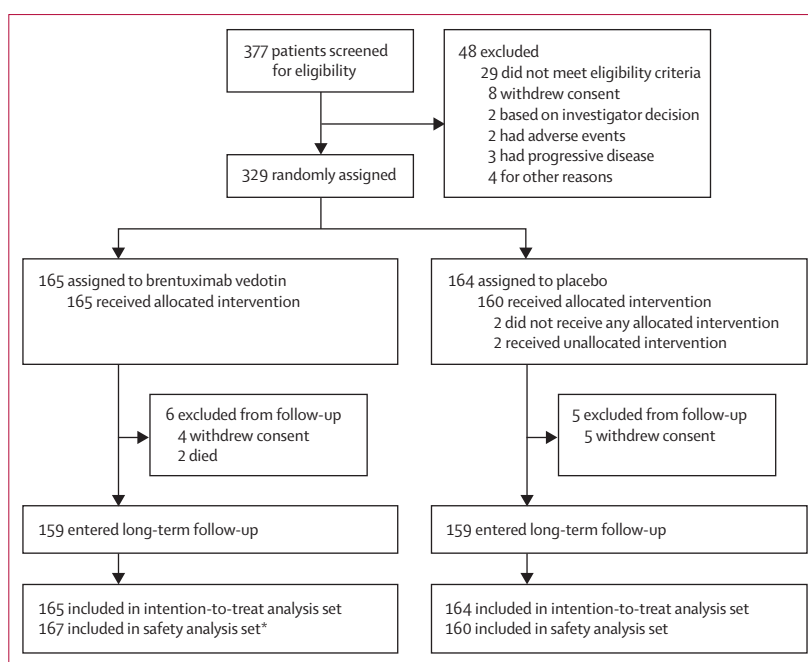 377 patients screened
for eligibility
48 excluded
29 did not meet eligibility criteria
8 withdrew consent
2 based on investigator decision
2 had adverse events
3 had progressive disease
4 for other reasons
329 randomly assigned
165 assigned to brentuximab vedotin
165 received allocated intervention
164 assigned to placebo
160 received allocated intervention
2 did not receive any allocated intervention
2 received unallocated intervention
6 excluded from follow-up
4 withdrew consent
2 died
5 excluded from follow-up
5 withdrew consent
159 entered long-term follow-up
159 entered long-term follow-up
165 included in intention-to-treat analysis set
167 included in safety analysis set*
164 included in intention-to-treat analysis set
160 included in safety analysis set